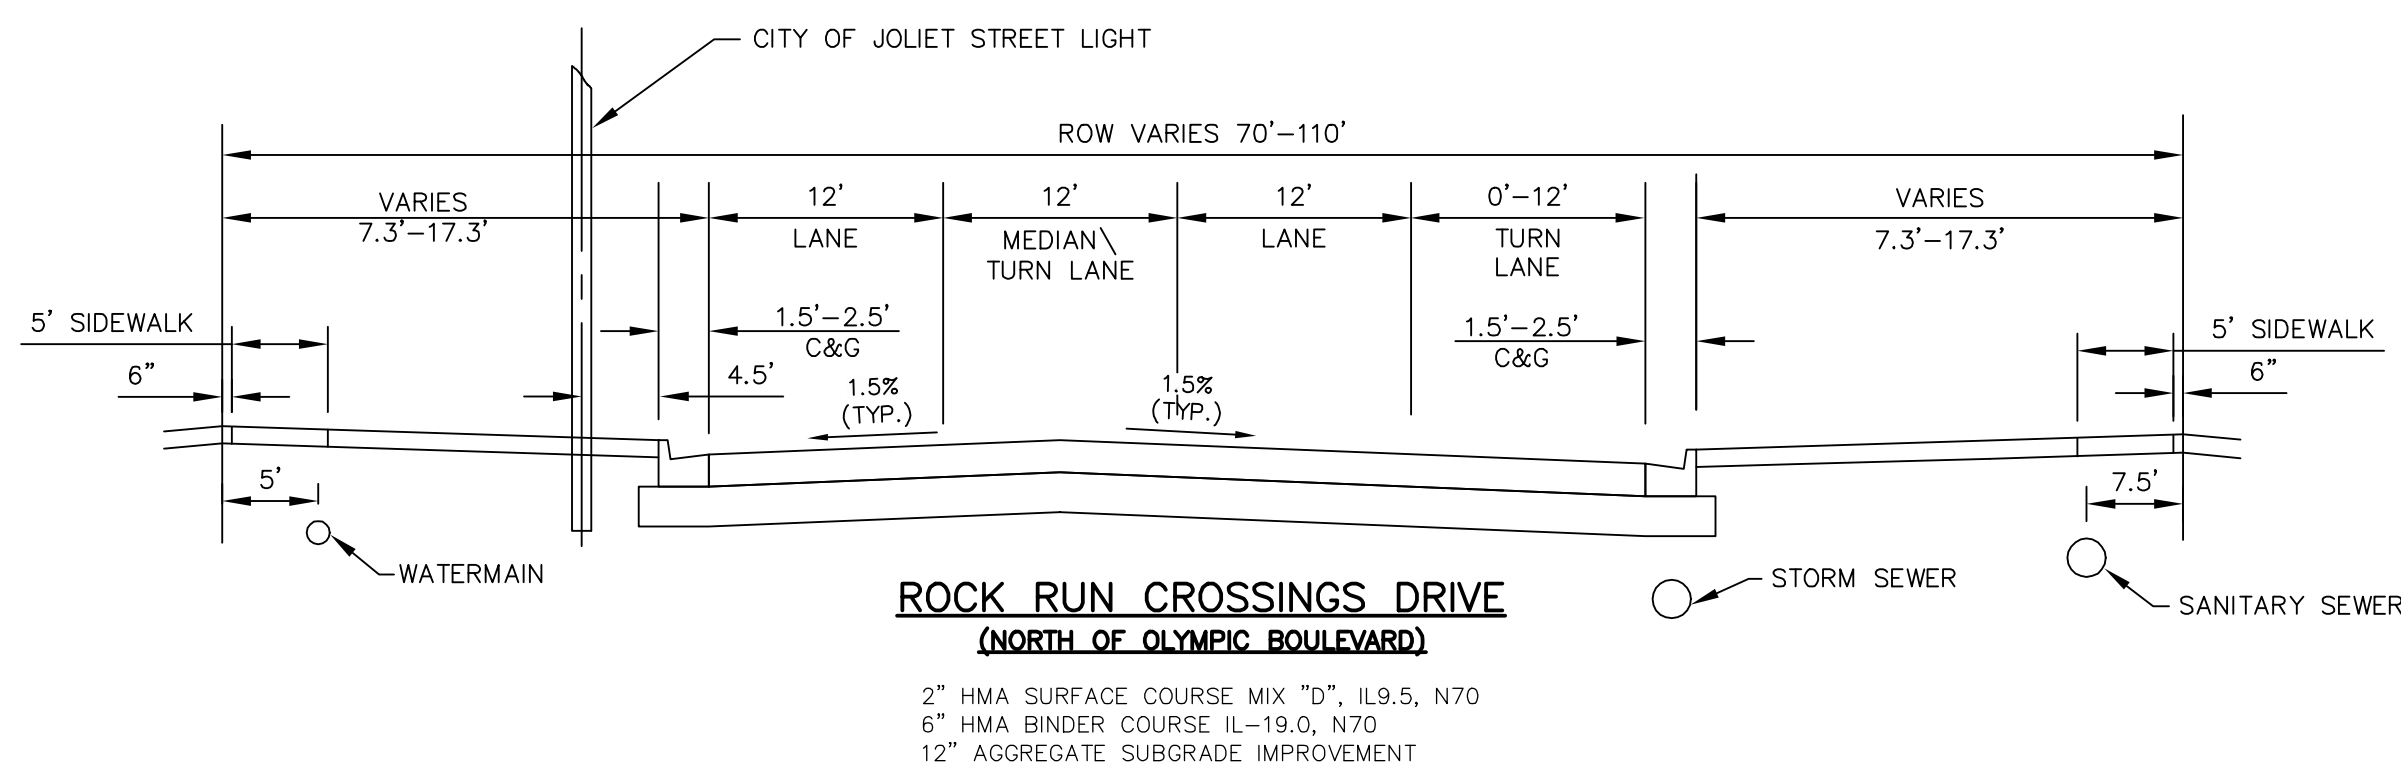 CITY OF JOLIET STREET LIGHT
ROW VARIES 70'-110'
VARIES
7.3'-17.3'
12'
LANE
12'
MEDIAN\
TURN LANE
12'
LANE
0'-12'
TURN
LANE
VARIES
7.3'-17.3'
5' SIDEWALK
6"
1.5'-2.5'
C&G
4.5'
1.5%
(TYP.)
1.5%
(TYP.)
1.5'-2.5'
C&G
5' SIDEWALK
6"
5'
7.5'
WATERMAIN
STORM SEWER
SANITARY SEWER
ROCK RUN CROSSINGS DRIVE
(NORTH OF OLYMPIC BOULEVARD)
2" HMA SURFACE COURSE MIX "D", IL9.5, N70
6" HMA BINDER COURSE IL-19.0, N70
12" AGGREGATE SUBGRADE IMPROVEMENT